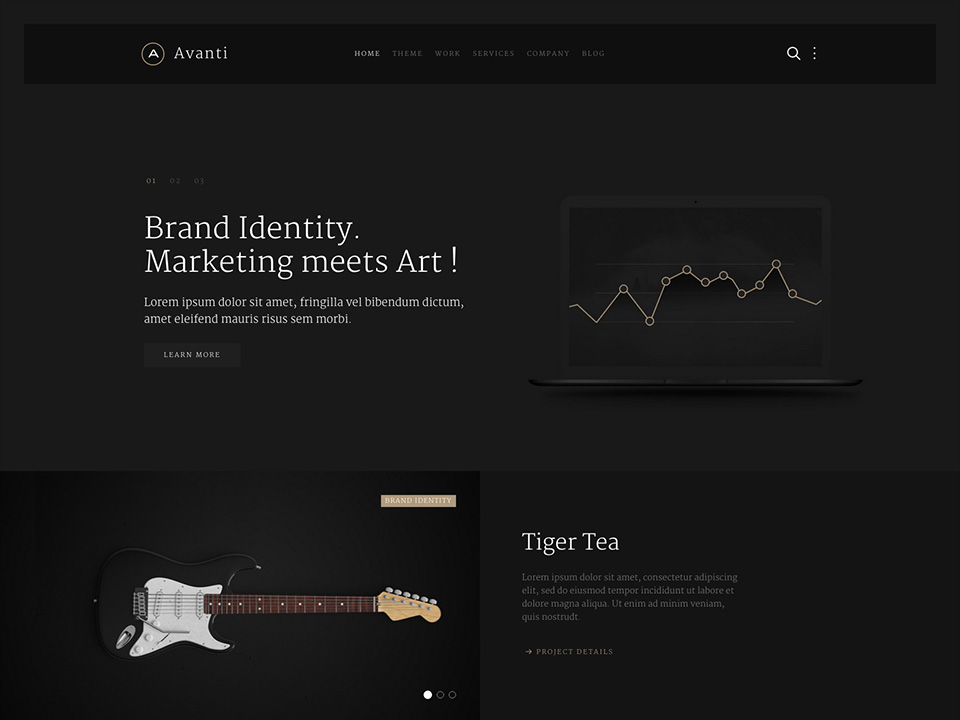 Avanti
HOME THEME WORK SERVICES COMPANY BLOG
01 02 03
Brand Identity.
Marketing meets Art !
Lorem ipsum dolor sit amet, fringilla vel bibendum dictum,
amet eleifend mauris risus sem morbi.
LEARN MORE
BRAND IDENTITY
Tiger Tea
Lorem ipsum dolor sit amet, consectetur adipiscing
elit, sed do eiusmod tempor incididunt ut labore et
dolore magna aliqua. Ut enim ad minim veniam,
quis nostrudt.
→ PROJECT DETAILS